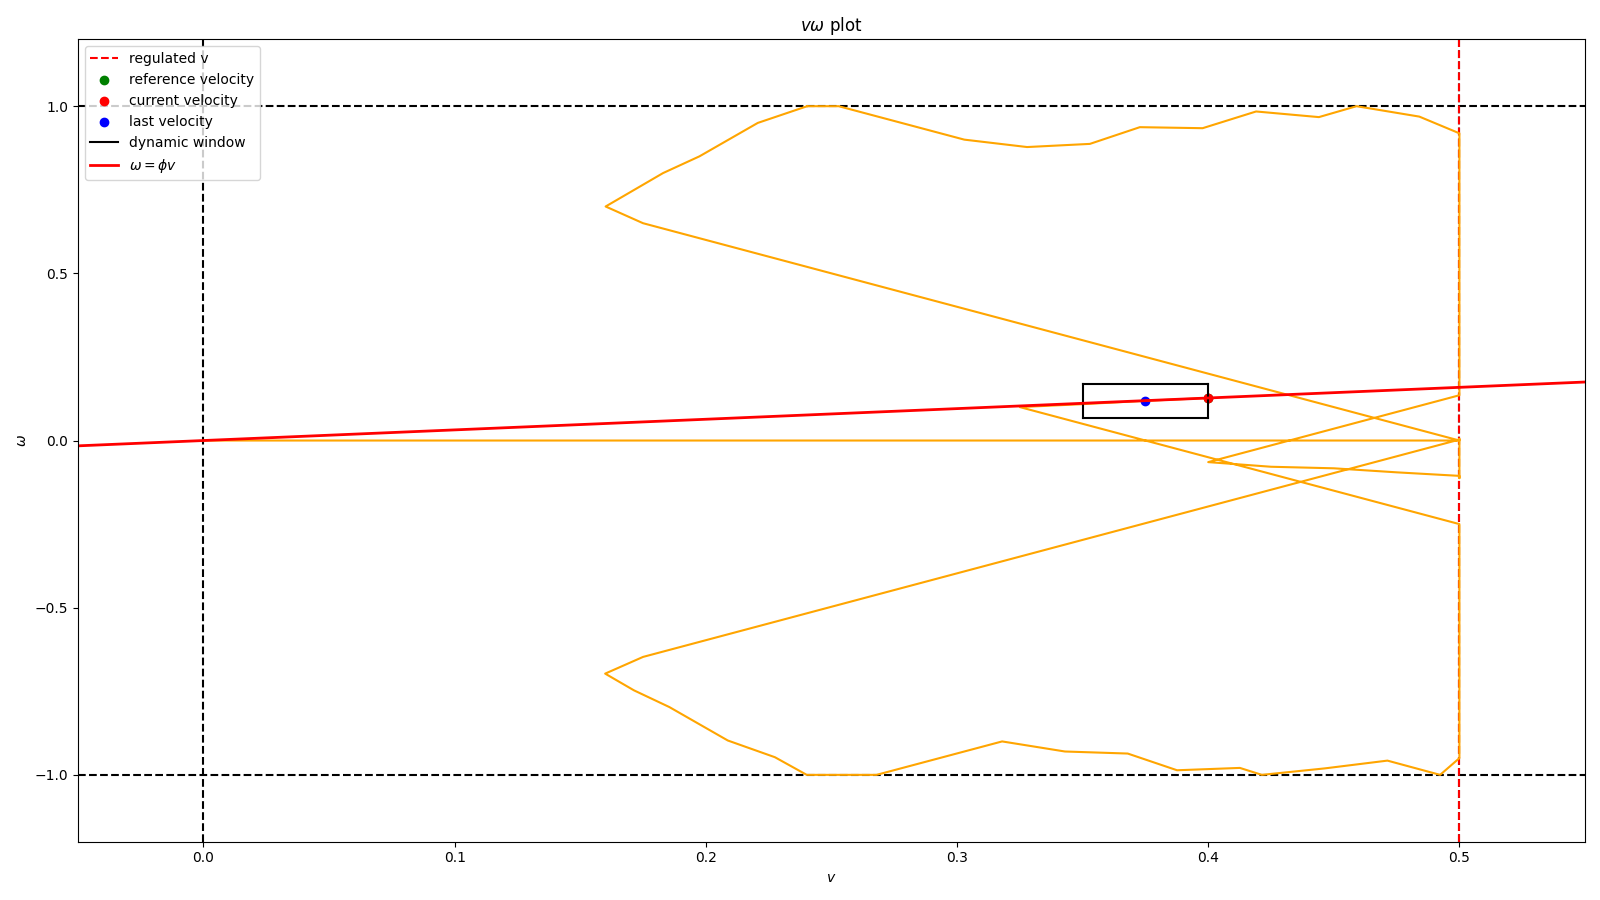 vω plot
regulated v
reference velocity
current velocity
last velocity
dynamic window
ω = ϕv
1.0
0.5
0.0
−0.5
−1.0
ω
0.0 0.1 0.2 0.3 0.4 0.5
v